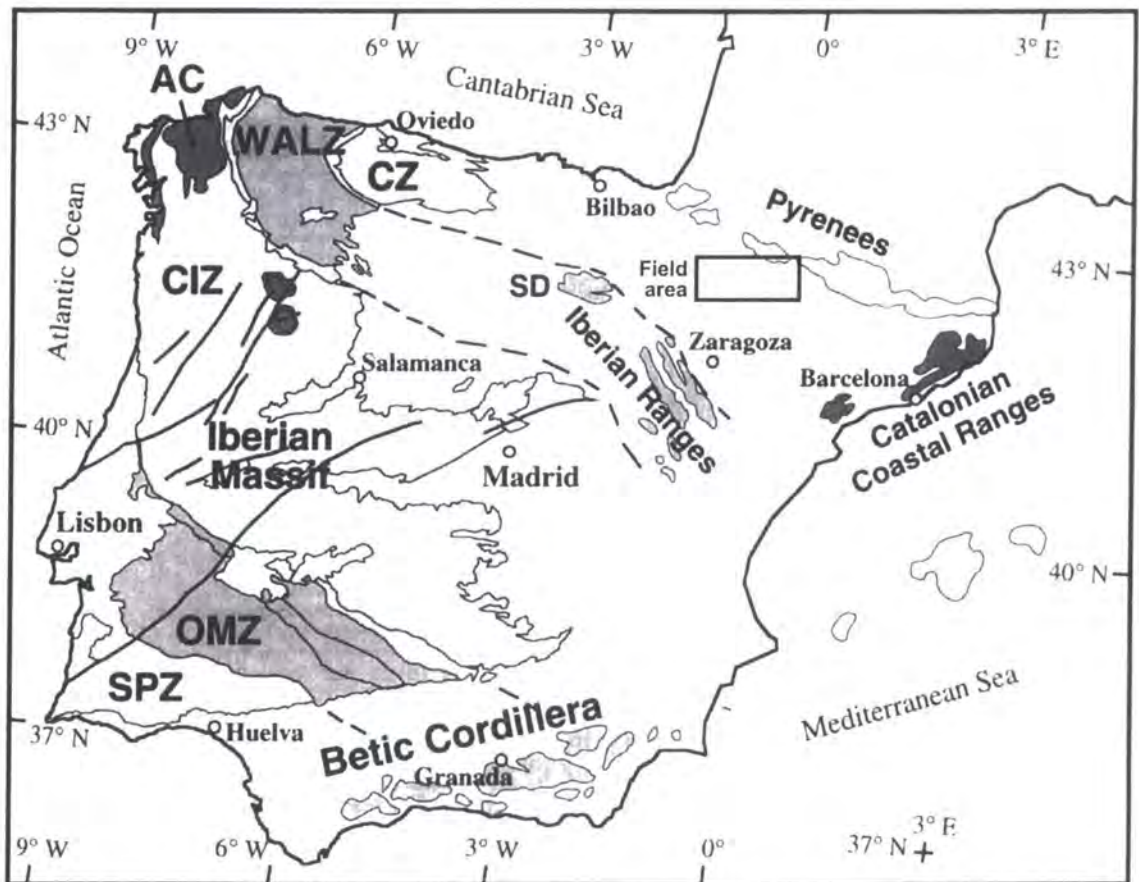 9° W
6° W
0°
3° E
AC
Cantabrian Sea
43° N
WALZ
Oviedo
CZ
Bilbao
Atlantic Ocean
Pyrenees
CIZ
SD
Field
area
43° N
Iberian Ranges
Zaragoza
Salamanca
Barcelona
Catalonian
Coastal Ranges
40° N
Iberian
Massif
Madrid
Lisbon
40° N
OMZ
SPZ
Mediterranean Sea
37° N
Huelva
Betic Cordillera
Granada
3° E
37° N
9° W
6° W
3° W
0°